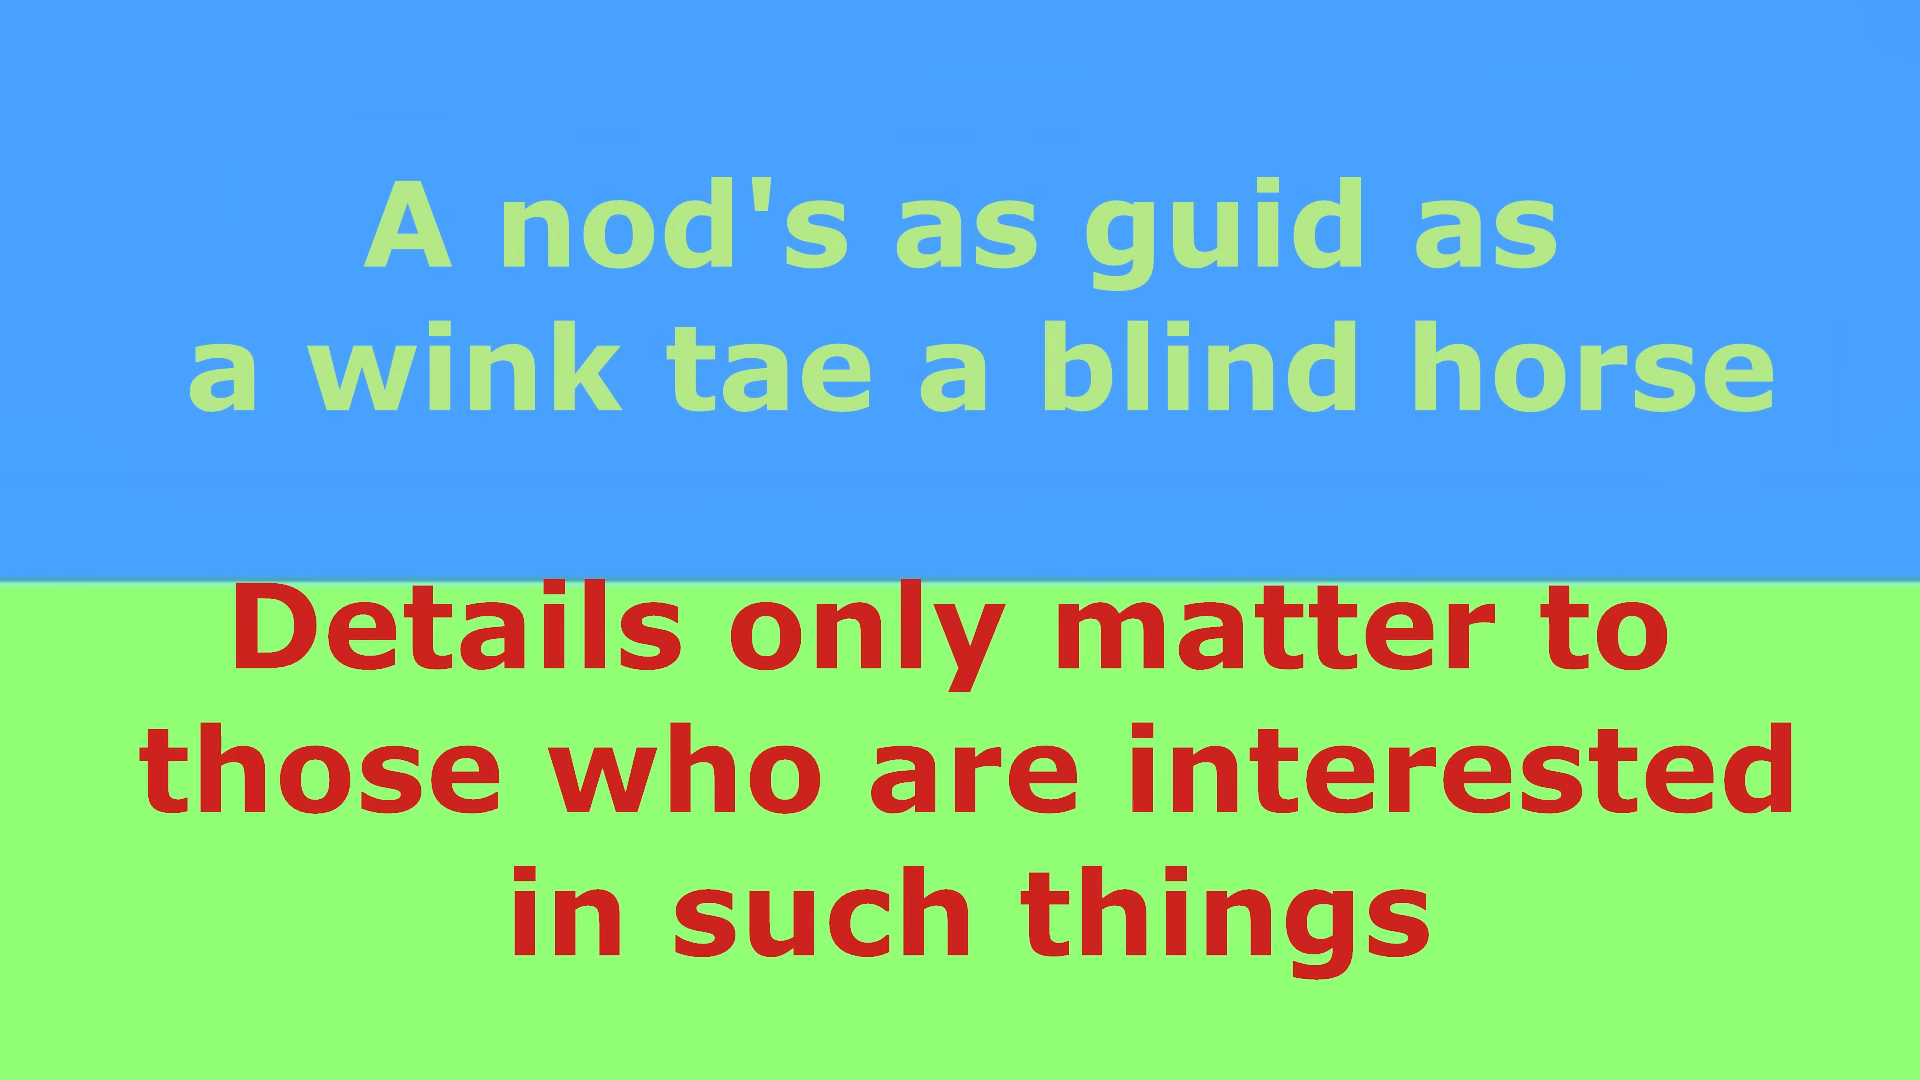 A nod's as guid as
a wink tae a blind horse
Details only matter to
those who are interested
in such things